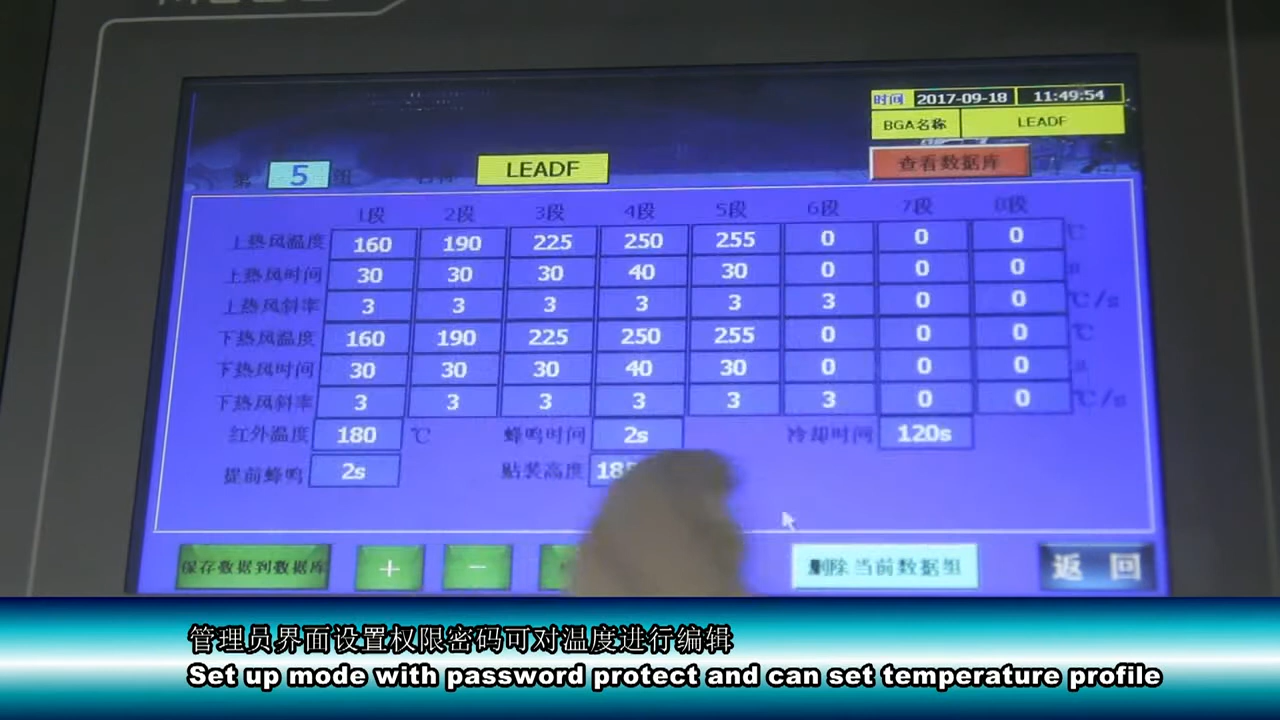 时间 2017-09-18 11:49:54
BGA名称 LEADF
第 5 组 名称 LEADF 查看数据库
1段 2段 3段 4段 5段 6段 7段 8段
上热风温度 160 190 225 250 255 0 0 0 ℃
上热风时间 30 30 30 40 30 0 0 0 s
上热风斜率 3 3 3 3 3 3 0 0 ℃/s
下热风温度 160 190 225 250 255 0 0 0 ℃
下热风时间 30 30 30 40 30 0 0 0 s
下热风斜率 3 3 3 3 3 3 0 0 ℃/s
红外温度 180 ℃ 蜂鸣时间 2s 冷却时间 120s
提前蜂鸣 2s 贴装高度
保存数据到数据库 + − 删除当前数据组 返 回
管理员界面设置权限密码可对温度进行编辑
Set up mode with password protect and can set temperature profile